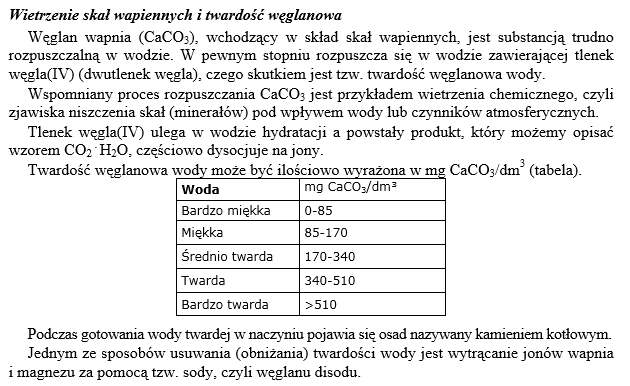 Wietrzenie skał wapiennych i twardość węglanowa
Węglan wapnia (CaCO₃), wchodzący w skład skał wapiennych, jest substancją trudno
rozpuszczalną w wodzie. W pewnym stopniu rozpuszcza się w wodzie zawierającej tlenek
węgla(IV) (dwutlenek węgla), czego skutkiem jest tzw. twardość węglanowa wody.
Wspomniany proces rozpuszczania CaCO₃ jest przykładem wietrzenia chemicznego, czyli
zjawiska niszczenia skał (minerałów) pod wpływem wody lub czynników atmosferycznych.
Tlenek węgla(IV) ulega w wodzie hydratacji a powstały produkt, który możemy opisać
wzorem CO₂·H₂O, częściowo dysocjuje na jony.
Twardość węglanowa wody może być ilościowo wyrażona w mg CaCO₃/dm³ (tabela).
Woda mg CaCO₃/dm³
Bardzo miękka 0-85
Miękka 85-170
Średnio twarda 170-340
Twarda 340-510
Bardzo twarda >510
Podczas gotowania wody twardej w naczyniu pojawia się osad nazywany kamieniem kotłowym.
Jednym ze sposobów usuwania (obniżania) twardości wody jest wytrącanie jonów wapnia
i magnezu za pomocą tzw. sody, czyli węglanu disodu.